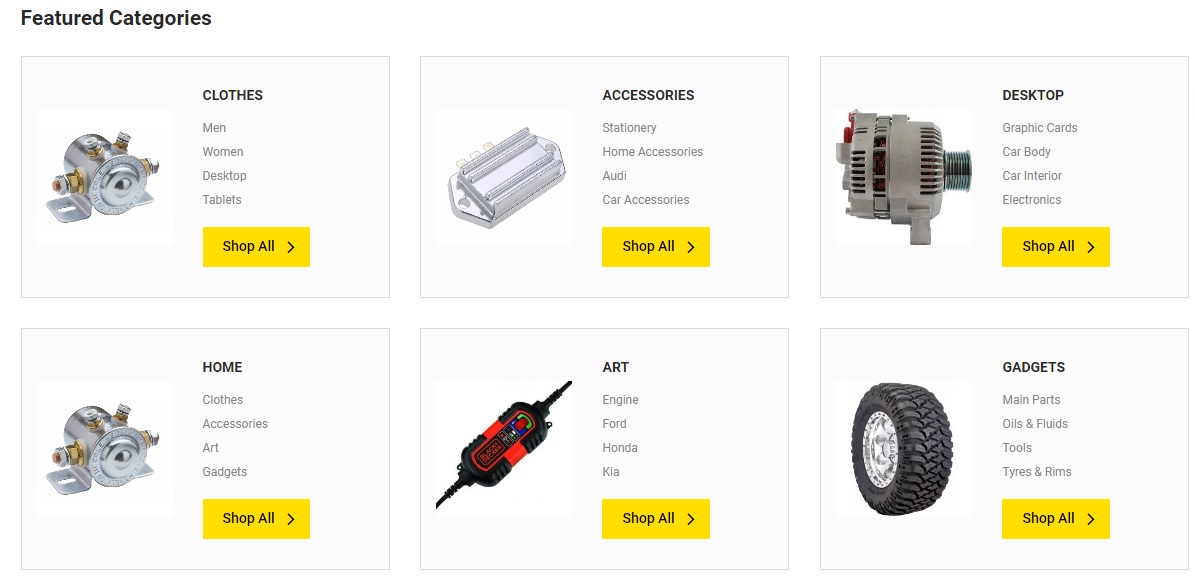 Featured Categories
CLOTHES
Men
Women
Desktop
Tablets
Shop All
ACCESSORIES
Stationery
Home Accessories
Audi
Car Accessories
Shop All
DESKTOP
Graphic Cards
Car Body
Car Interior
Electronics
Shop All
HOME
Clothes
Accessories
Art
Gadgets
Shop All
ART
Engine
Ford
Honda
Kia
Shop All
BLACK+
DECKER
GADGETS
Main Parts
Oils & Fluids
Tools
Tyres & Rims
Shop All